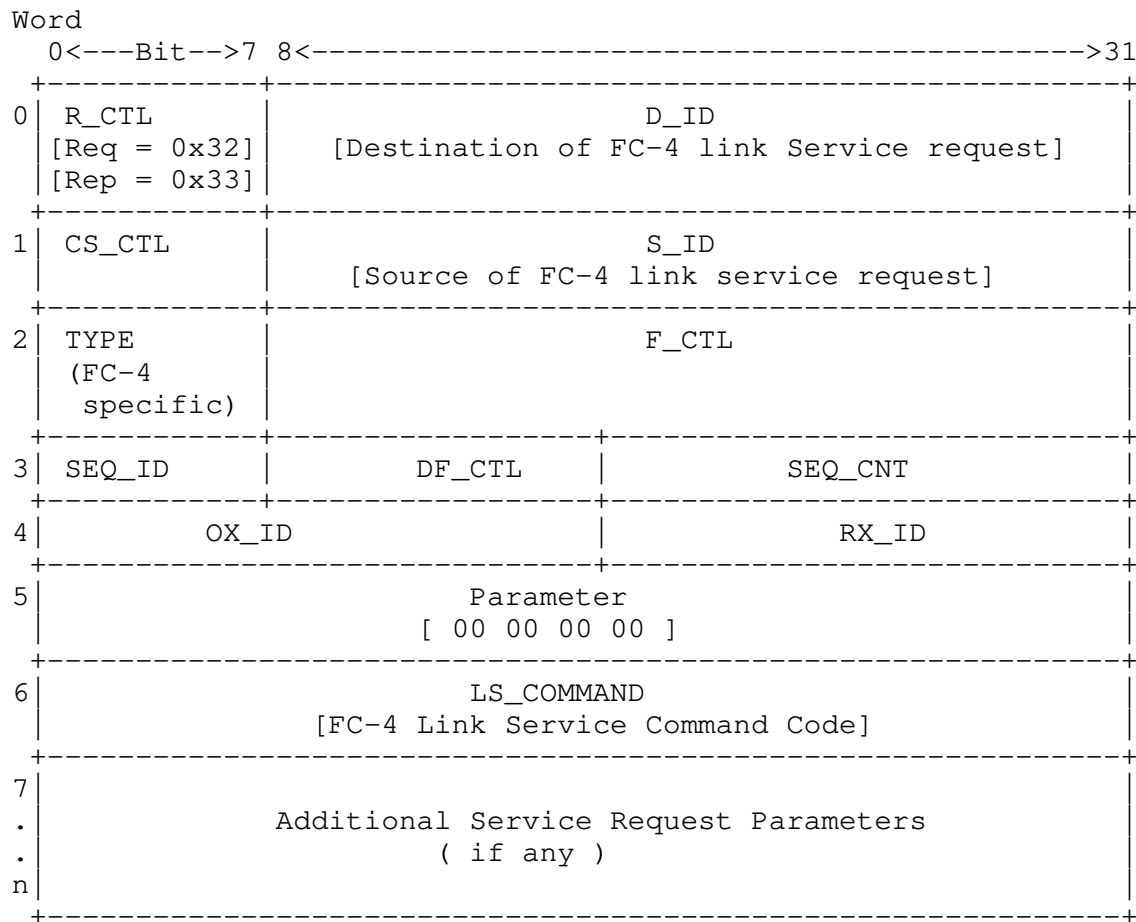 Word
  0<---Bit-->7 8<------------------------------------------------>31
 +------------+--------------------------------------------------+
0| R_CTL      |                     D_ID                         |
 |[Req = 0x32]|   [Destination of FC-4 link Service request]     |
 |[Rep = 0x33]|                                                  |
 +------------+--------------------------------------------------+
1| CS_CTL     |                     S_ID                         |
 |            |    [Source of FC-4 link service request]         |
 +------------+--------------------------------------------------+
2| TYPE       |                     F_CTL                        |
 | (FC-4      |                                                  |
 |  specific) |                                                  |
 +------------+------------------+-------------------------------+
3| SEQ_ID     |        DF_CTL    |          SEQ_CNT              |
 +------------+------------------+-------------------------------+
4|         OX_ID                 |             RX_ID             |
 +-------------------------------+-------------------------------+
5|                        Parameter                              |
 |                     [ 00 00 00 00 ]                           |
 +---------------------------------------------------------------+
6|                        LS_COMMAND                             |
 |               [FC-4 Link Service Command Code]                |
 +---------------------------------------------------------------+
7|                                                               |
.|             Additional Service Request Parameters             |
.|                      ( if any )                               |
n|                                                               |
 +---------------------------------------------------------------+